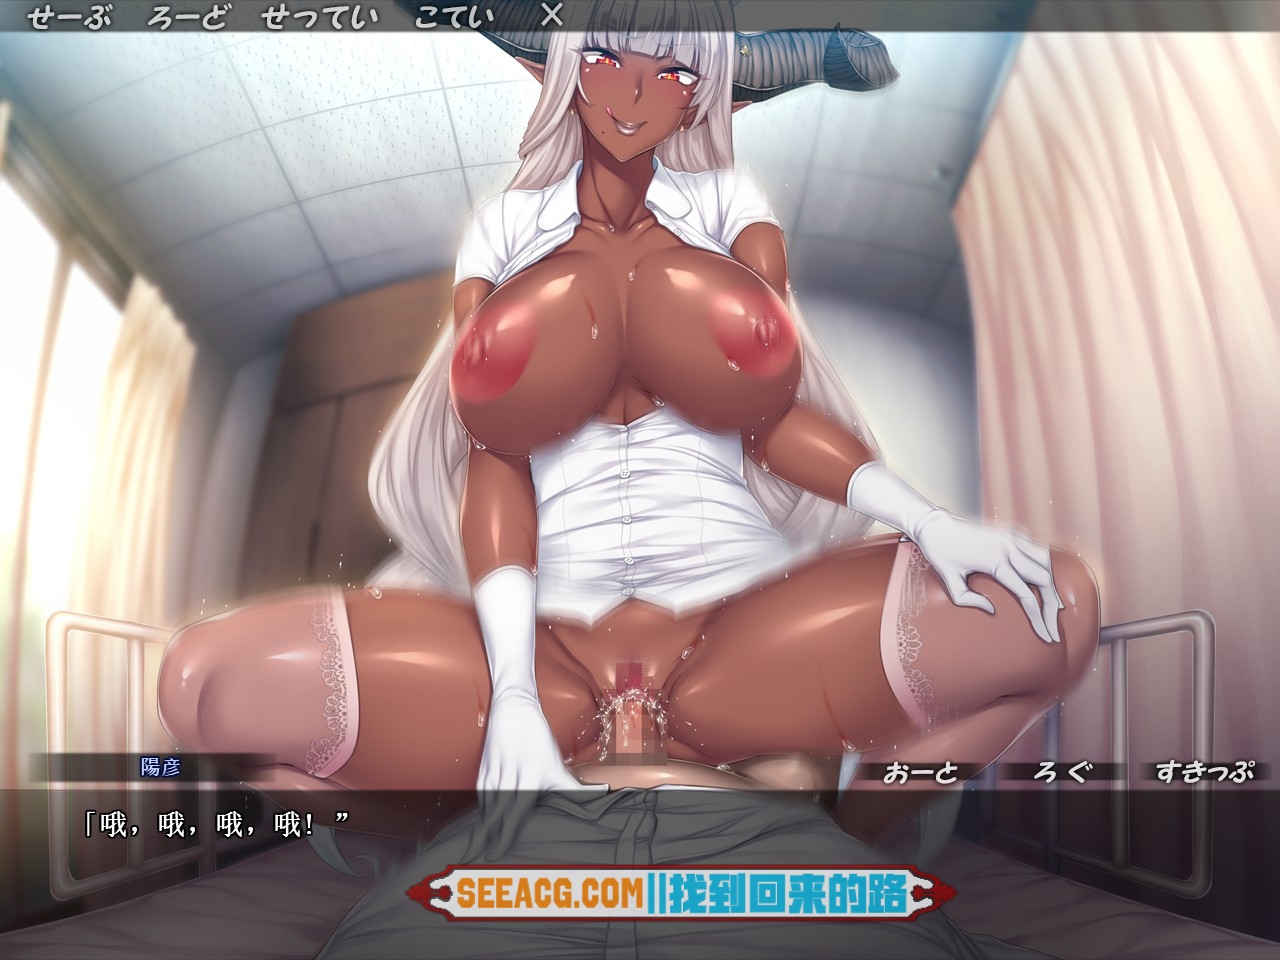 せーぶ ろーど せってい こてい ×
陽彦
おーと ろぐ すきっぷ
「哦，哦，哦，哦! ”
SEEACG.COM||找到回来的路